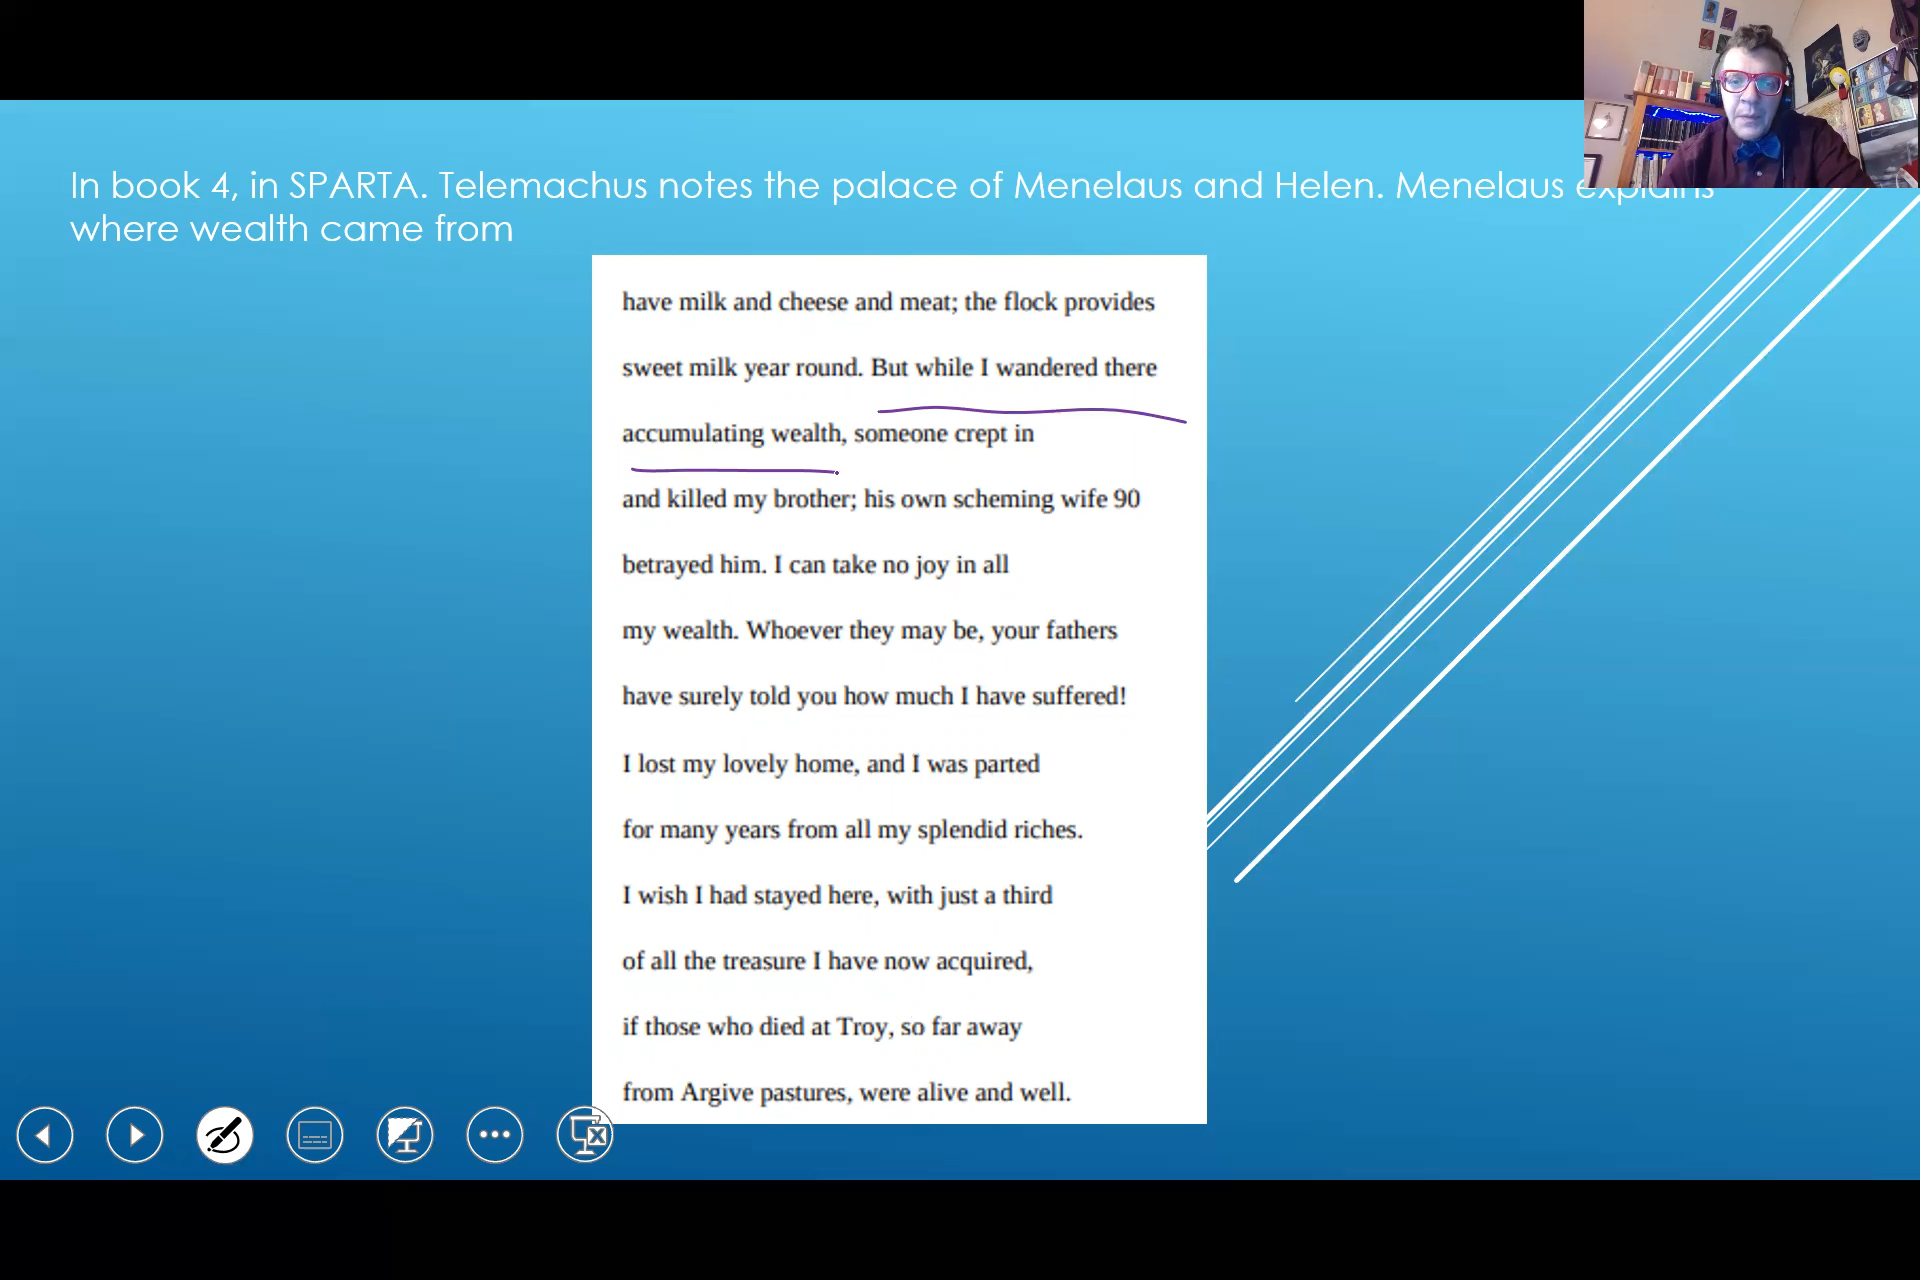 In book 4, in SPARTA. Telemachus notes the palace of Menelaus and Helen. Menelaus explains
where wealth came from
have milk and cheese and meat; the flock provides
sweet milk year round. But while I wandered there
accumulating wealth, someone crept in
and killed my brother; his own scheming wife 90
betrayed him. I can take no joy in all
my wealth. Whoever they may be, your fathers
have surely told you how much I have suffered!
I lost my lovely home, and I was parted
for many years from all my splendid riches.
I wish I had stayed here, with just a third
of all the treasure I have now acquired,
if those who died at Troy, so far away
from Argive pastures, were alive and well.